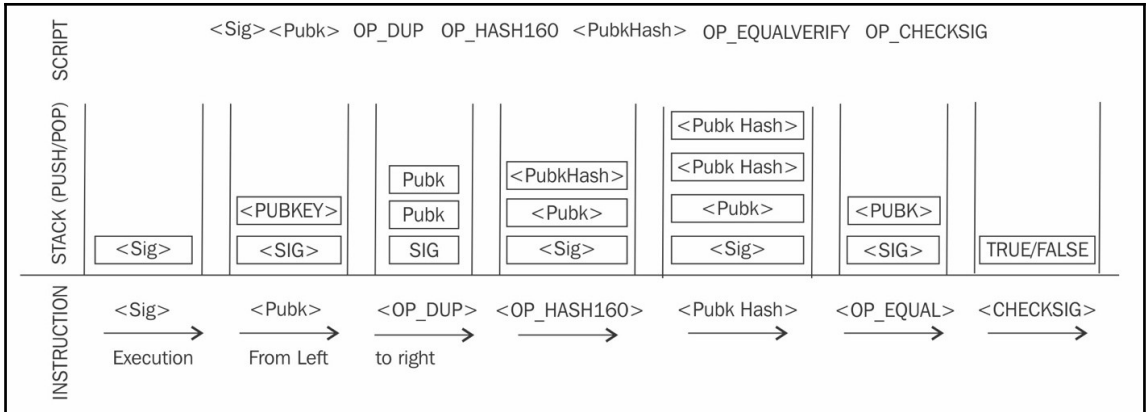 SCRIPT
<Sig> <Pubk> OP_DUP OP_HASH160 <PubkHash> OP_EQUALVERIFY OP_CHECKSIG
STACK (PUSH/POP)
<Sig>
<PUBKEY>
<SIG>
Pubk
Pubk
SIG
<PubkHash>
<Pubk>
<Sig>
<Pubk Hash>
<Pubk Hash>
<Pubk>
<Sig>
<PUBK>
<SIG>
TRUE/FALSE
INSTRUCTION
<Sig> <Pubk> <OP_DUP> <OP_HASH160> <Pubk Hash> <OP_EQUAL> <CHECKSIG>
Execution From Left to right